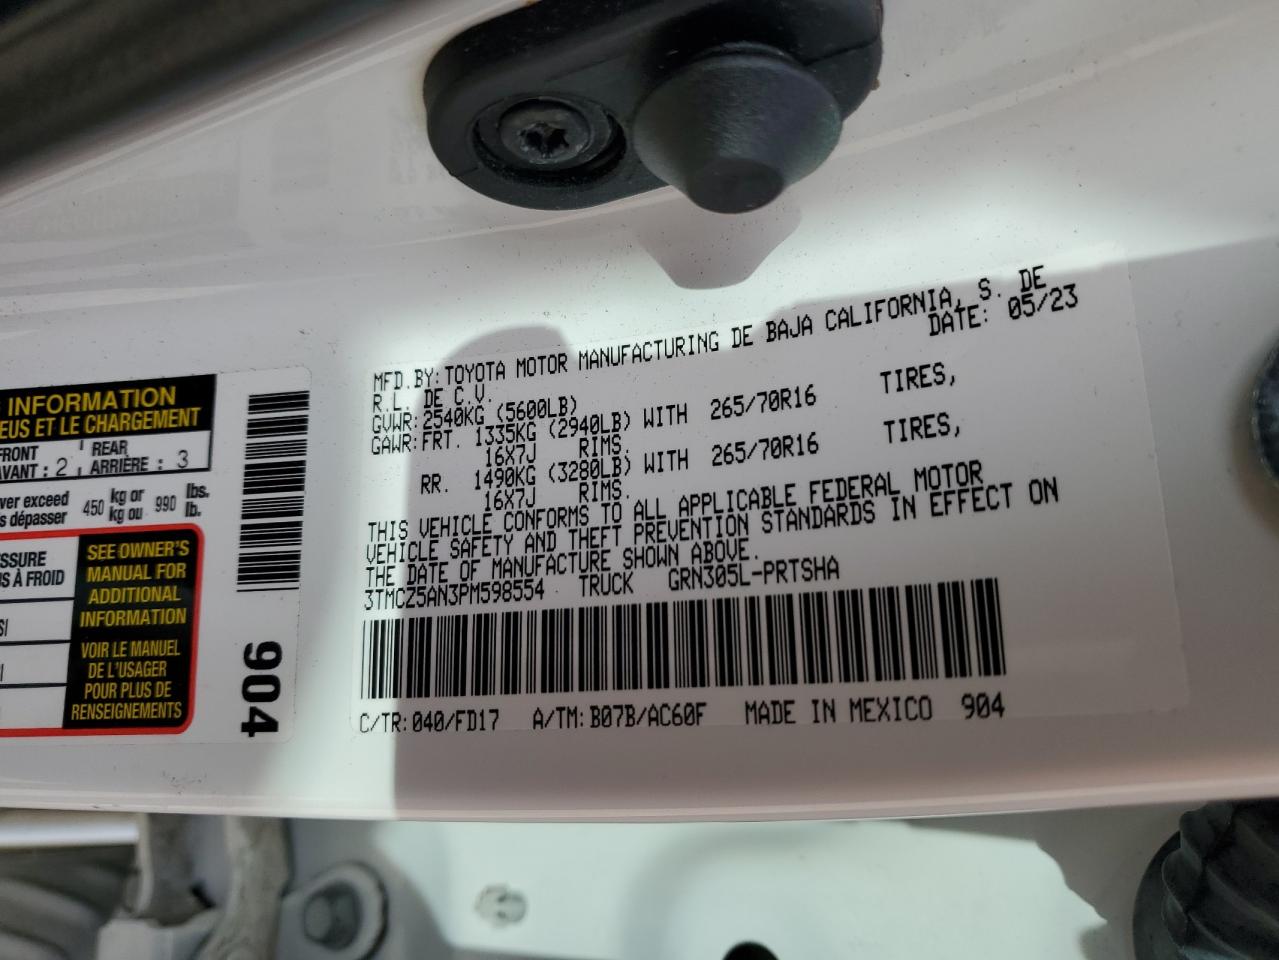 INFORMATION
EUS ET LE CHARGEMENT
FRONT REAR
AVANT : 2 ARRIÈRE : 3
ver exceed 450 kg or 990 lbs.
s dépasser kg ou lb.
SSURE
S À FROID
SEE OWNER'S
MANUAL FOR
ADDITIONAL
INFORMATION
VOIR LE MANUEL
DE L'USAGER
POUR PLUS DE
RENSEIGNEMENTS
904
MFD.BY:TOYOTA MOTOR MANUFACTURING DE BAJA CALIFORNIA, S. DE
R.L. DE C.V. DATE: 05/23
GVWR:2540KG (5600LB)
GAWR:FRT. 1335KG (2940LB) WITH 265/70R16 TIRES,
16X7J RIMS.
RR. 1490KG (3280LB) WITH 265/70R16 TIRES,
16X7J RIMS.
THIS VEHICLE CONFORMS TO ALL APPLICABLE FEDERAL MOTOR
VEHICLE SAFETY AND THEFT PREVENTION STANDARDS IN EFFECT ON
THE DATE OF MANUFACTURE SHOWN ABOVE.
3TMCZ5AN3PM598554 TRUCK GRN305L-PRTSHA
C/TR:040/FD17 A/TM:B07B/AC60F MADE IN MEXICO 904